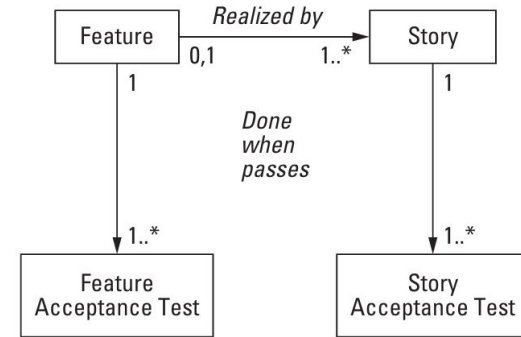 Realized by
Feature
Story
0,1
1..*
1
1
Done
when
passes
1..*
1..*
Feature
Acceptance Test
Story
Acceptance Test